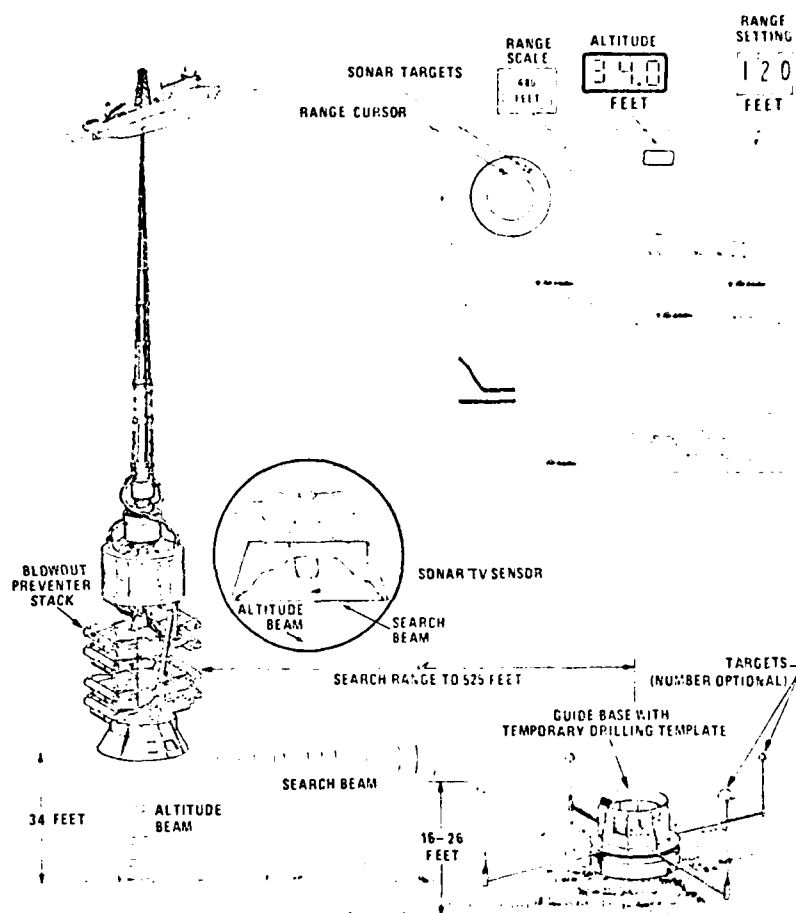 RANGE
SETTING
RANGE
SCALE
ALTITUDE
SONAR TARGETS
34.0
120
FEET
FEET
FEET
RANGE CURSOR
BLOWOUT
PREVENTER
STACK
SONAR TV SENSOR
ALTITUDE
BEAM
SEARCH
BEAM
SEARCH RANGE TO 525 FEET
TARGETS
(NUMBER OPTIONAL)
GUIDE BASE WITH
TEMPORARY DRILLING TEMPLATE
SEARCH BEAM
34 FEET
ALTITUDE
BEAM
16-26
FEET